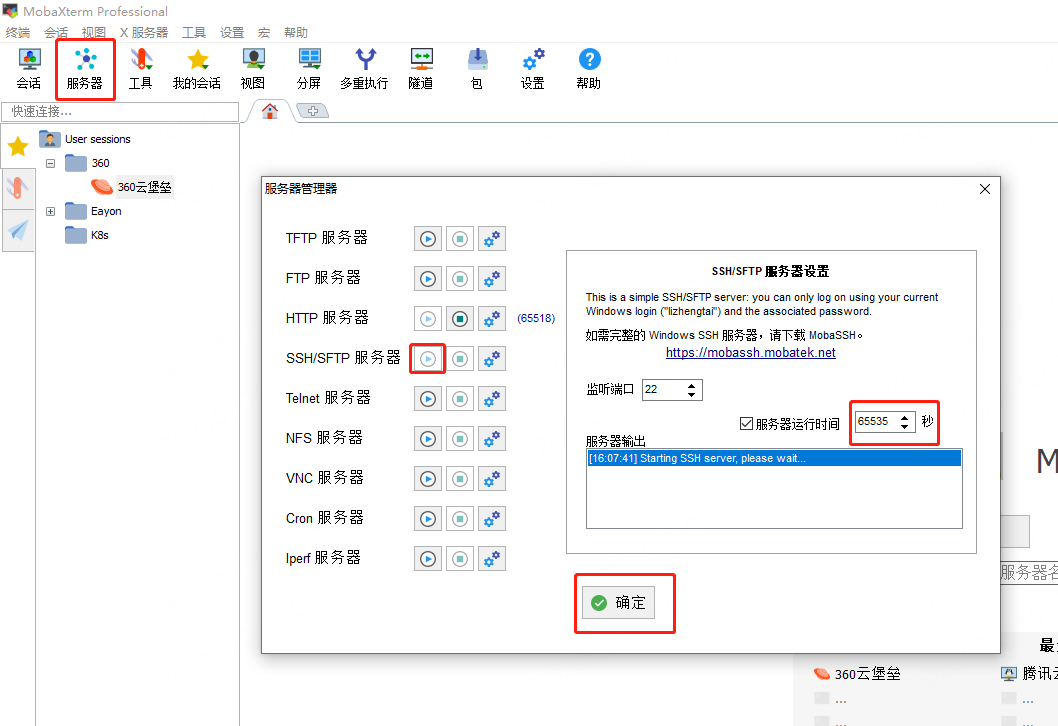 MobaXterm Professional
终端 会话 视图 X 服务器 工具 设置 宏 帮助
会话 服务器 工具 我的会话 视图 分屏 多重执行 隧道 包 设置 帮助
快速连接...
User sessions
360
360云堡垒
Eayon
K8s
服务器管理器
TFTP 服务器
FTP 服务器
HTTP 服务器 (65518)
SSH/SFTP 服务器
Telnet 服务器
NFS 服务器
VNC 服务器
Cron 服务器
Iperf 服务器
SSH/SFTP 服务器设置
This is a simple SSH/SFTP server: you can only log on using your current
Windows login ("lizhengtai") and the associated password.
如需完整的 Windows SSH 服务器，请下载 MobaSSH。
https://mobassh.mobatek.net
监听端口 22
服务器运行时间 65535 秒
服务器输出
[16:07:41] Starting SSH server, please wait...
确定
M
服务器名
360云堡垒
腾讯云
...
...
...
...